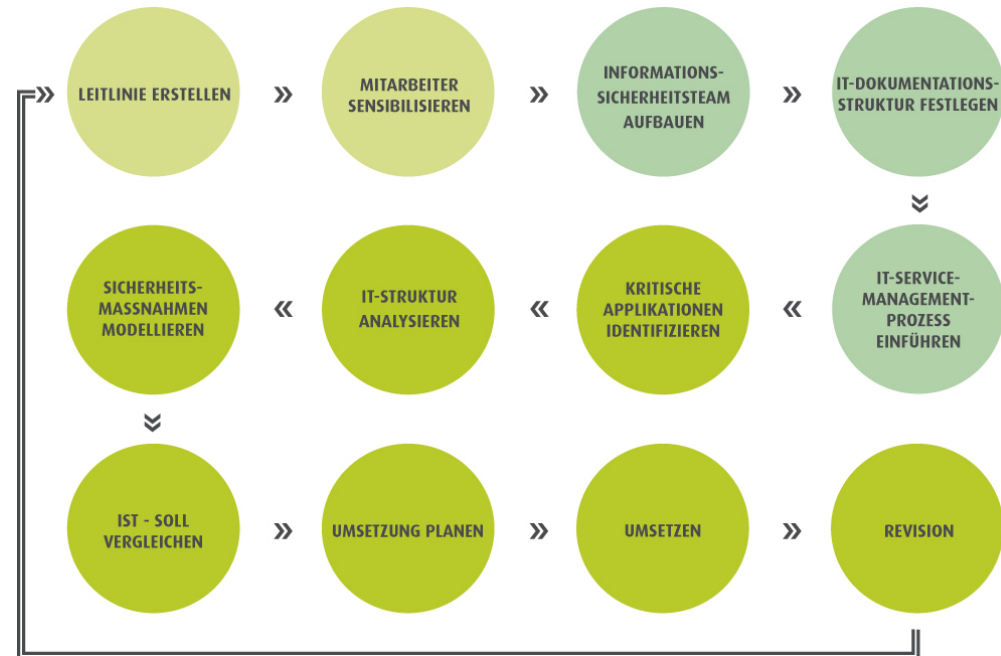 LEITLINIE ERSTELLEN
MITARBEITER
SENSIBILISIEREN
INFORMATIONS-
SICHERHEITSTEAM
AUFBAUEN
IT-DOKUMENTATIONS-
STRUKTUR FESTLEGEN
IT-SERVICE-
MANAGEMENT-
PROZESS
EINFÜHREN
KRITISCHE
APPLIKATIONEN
IDENTIFIZIEREN
IT-STRUKTUR
ANALYSIEREN
SICHERHEITS-
MASSNAHMEN
MODELLIEREN
IST - SOLL
VERGLEICHEN
UMSETZUNG PLANEN
UMSETZEN
REVISION